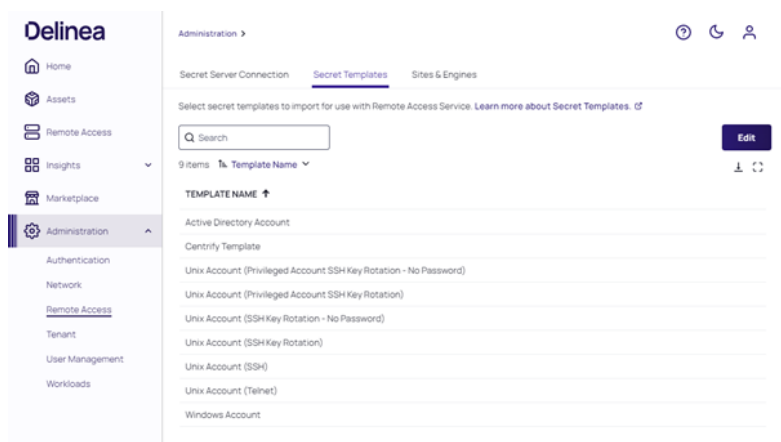 Delinea
Home
Assets
Remote Access
Insights
Marketplace
Administration
Authentication
Network
Remote Access
Tenant
User Management
Workloads
Administration >
Secret Server Connection Secret Templates Sites & Engines
Select secret templates to import for use with Remote Access Service. Learn more about Secret Templates.
Search
Edit
9 items Template Name
TEMPLATE NAME
Active Directory Account
Centrify Template
Unix Account (Privileged Account SSH Key Rotation - No Password)
Unix Account (Privileged Account SSH Key Rotation)
Unix Account (SSH Key Rotation - No Password)
Unix Account (SSH Key Rotation)
Unix Account (SSH)
Unix Account (Telnet)
Windows Account